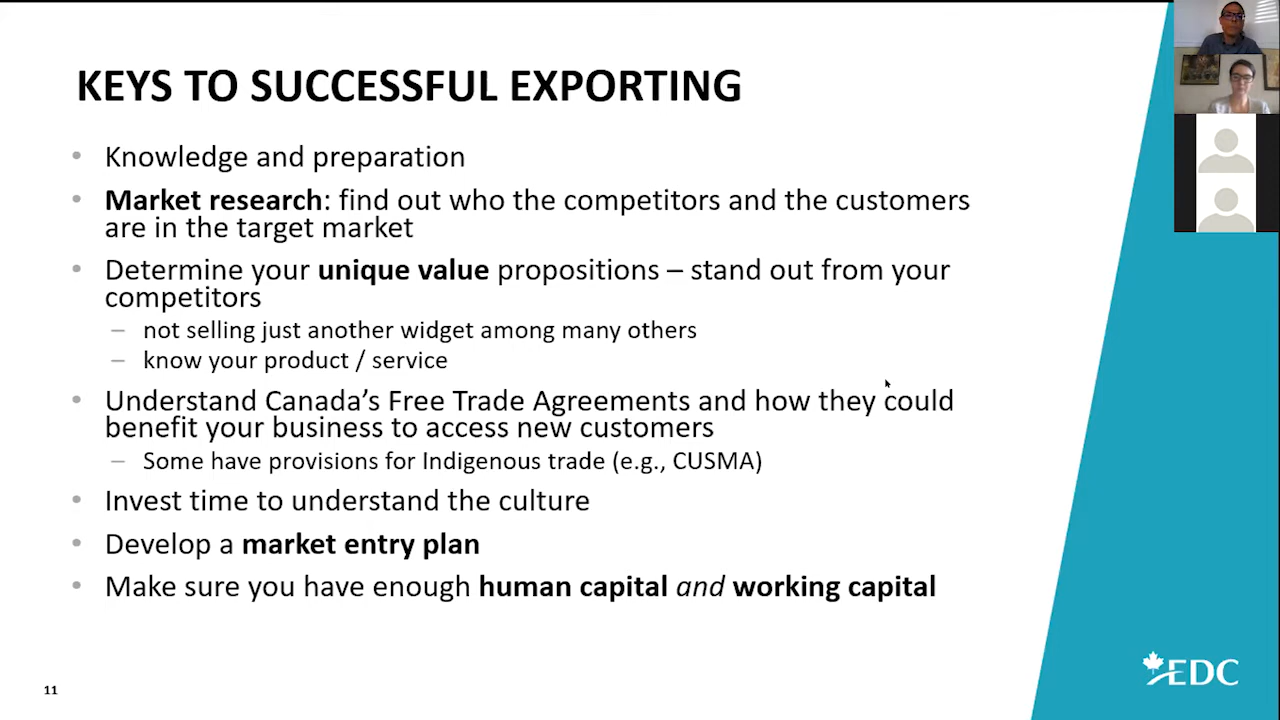 KEYS TO SUCCESSFUL EXPORTING
• Knowledge and preparation
• Market research: find out who the competitors and the customers
are in the target market
• Determine your unique value propositions – stand out from your
competitors
– not selling just another widget among many others
– know your product / service
• Understand Canada's Free Trade Agreements and how they could
benefit your business to access new customers
– Some have provisions for Indigenous trade (e.g., CUSMA)
• Invest time to understand the culture
• Develop a market entry plan
• Make sure you have enough human capital and working capital
11
EDC